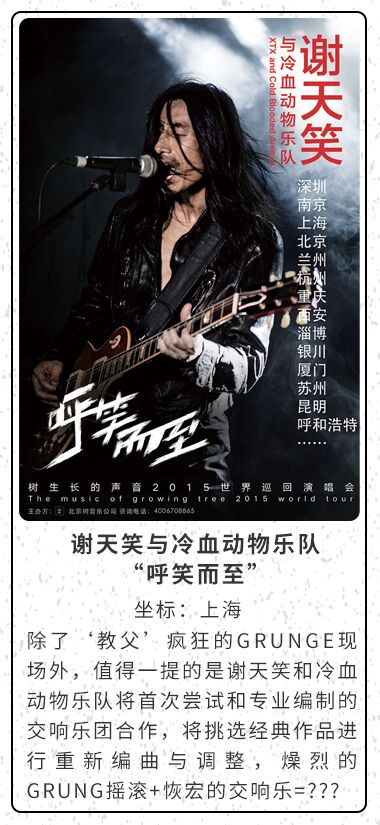 谢天笑
与冷血动物乐队
XTX and Cold Blooded Animal
深圳
南京
上海
北京
兰州
杭州
重庆
西安
淄博
银川
厦门
苏州
昆明
呼和浩特
......
呼笑而至
树生长的声音2015世界巡回演唱会
The music of growing tree 2015 world tour
主办方： 北京树音乐公司 咨询电话：4006708865
谢天笑与冷血动物乐队
“呼笑而至”
坐标：上海
除了‘教父’疯狂的GRUNGE现
场外，值得一提的是谢天笑和冷血
动物乐队将首次尝试和专业编制的
交响乐团合作，将挑选经典作品进
行重新编曲与调整，燥烈的
GRUNG摇滚+恢宏的交响乐=???